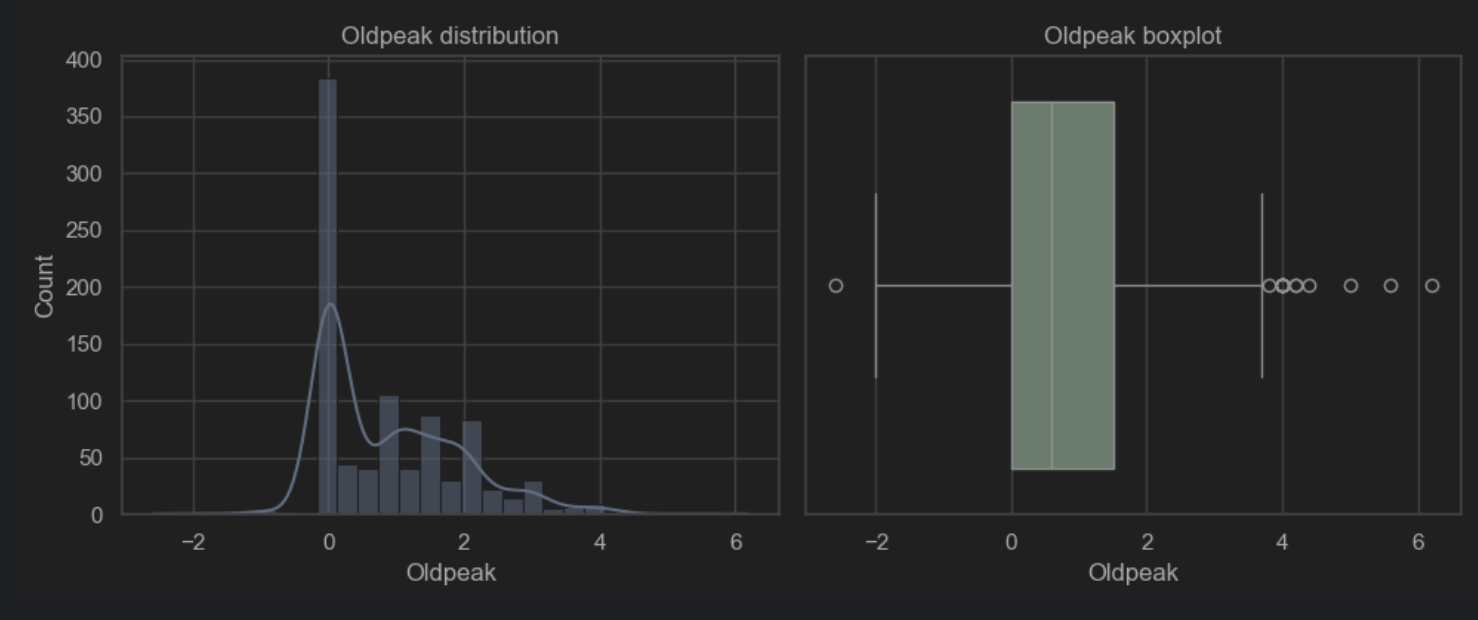 Oldpeak distribution
400
350
300
250
200
150
100
50
0
Count
−2 0 2 4 6
Oldpeak
Oldpeak boxplot
−2 0 2 4 6
Oldpeak